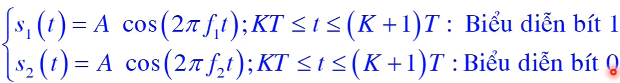 s₁(t) = A cos(2πf₁t); KT ≤ t ≤ (K + 1)T : Biểu diễn bít 1
s₂(t) = A cos(2πf₂t); KT ≤ t ≤ (K + 1)T : Biểu diễn bít 0